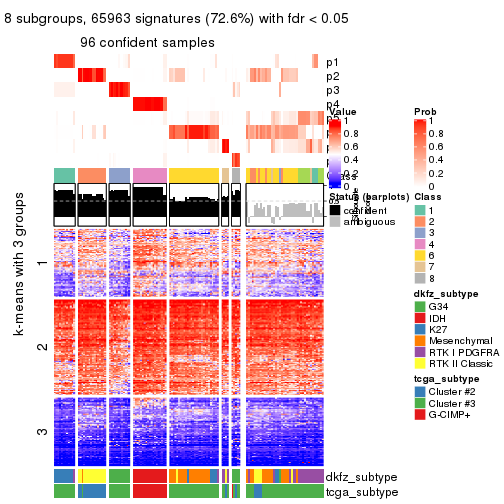 8 subgroups, 65963 signatures (72.6%) with fdr < 0.05
96 confident samples
p1
p2
p3
p4
Value
1
0.8
0.6
0.4
0.2
0
Prob
1
0.8
0.6
0.4
0.2
0
Status (barplots)
confident
ambiguous
Class
1
2
3
4
6
7
8
dkfz_subtype
G34
IDH
K27
Mesenchymal
RTK I PDGFRA
RTK II Classic
tcga_subtype
Cluster #2
Cluster #3
G-CIMP+
k-means with 3 groups
1
2
3
dkfz_subtype
tcga_subtype